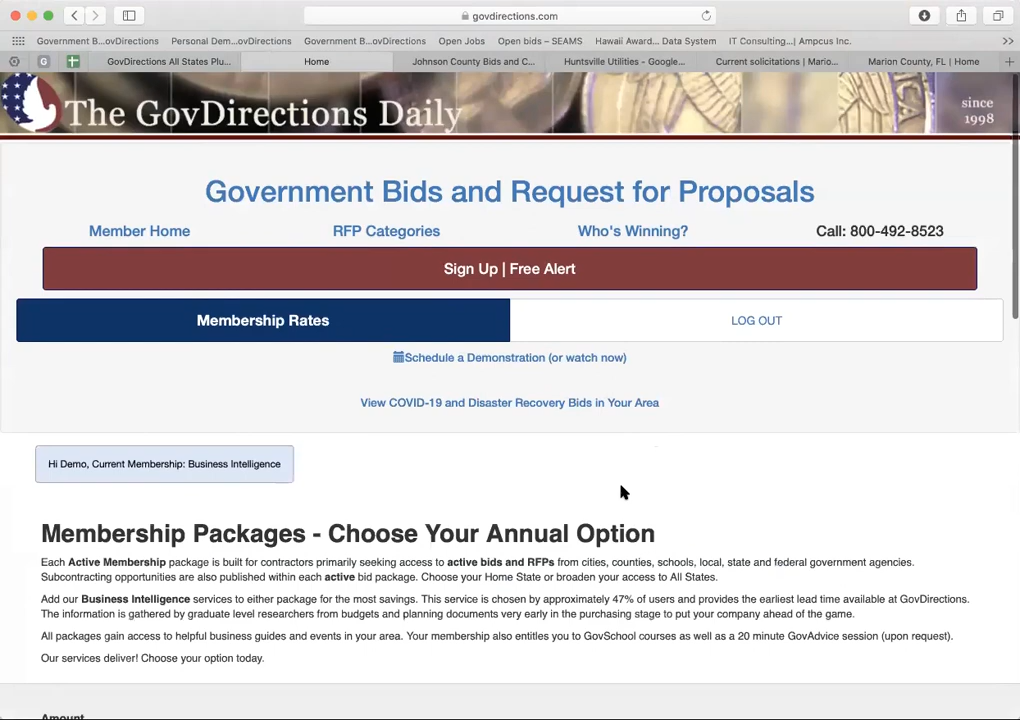 govdirections.com
Government B...ovDirections Personal Dem...ovDirections Government B...ovDirections Open Jobs Open bids – SEAMS Hawaii Award... Data System IT Consulting...| Ampcus Inc.
G GovDirections All States Plu... Home Johnson County Bids and C... Huntsville Utilities - Google... Current solicitations | Mario... Marion County, FL | Home
The GovDirections Daily
since
1998
Government Bids and Request for Proposals
Member Home RFP Categories Who's Winning? Call: 800-492-8523
Sign Up | Free Alert
Membership Rates LOG OUT
Schedule a Demonstration (or watch now)
View COVID-19 and Disaster Recovery Bids in Your Area
Hi Demo, Current Membership: Business Intelligence
Membership Packages - Choose Your Annual Option
Each Active Membership package is built for contractors primarily seeking access to active bids and RFPs from cities, counties, schools, local, state and federal government agencies.
Subcontracting opportunities are also published within each active bid package. Choose your Home State or broaden your access to All States.
Add our Business Intelligence services to either package for the most savings. This service is chosen by approximately 47% of users and provides the earliest lead time available at GovDirections.
The information is gathered by graduate level researchers from budgets and planning documents very early in the purchasing stage to put your company ahead of the game.
All packages gain access to helpful business guides and events in your area. Your membership also entitles you to GovSchool courses as well as a 20 minute GovAdvice session (upon request).
Our services deliver! Choose your option today.
Amount